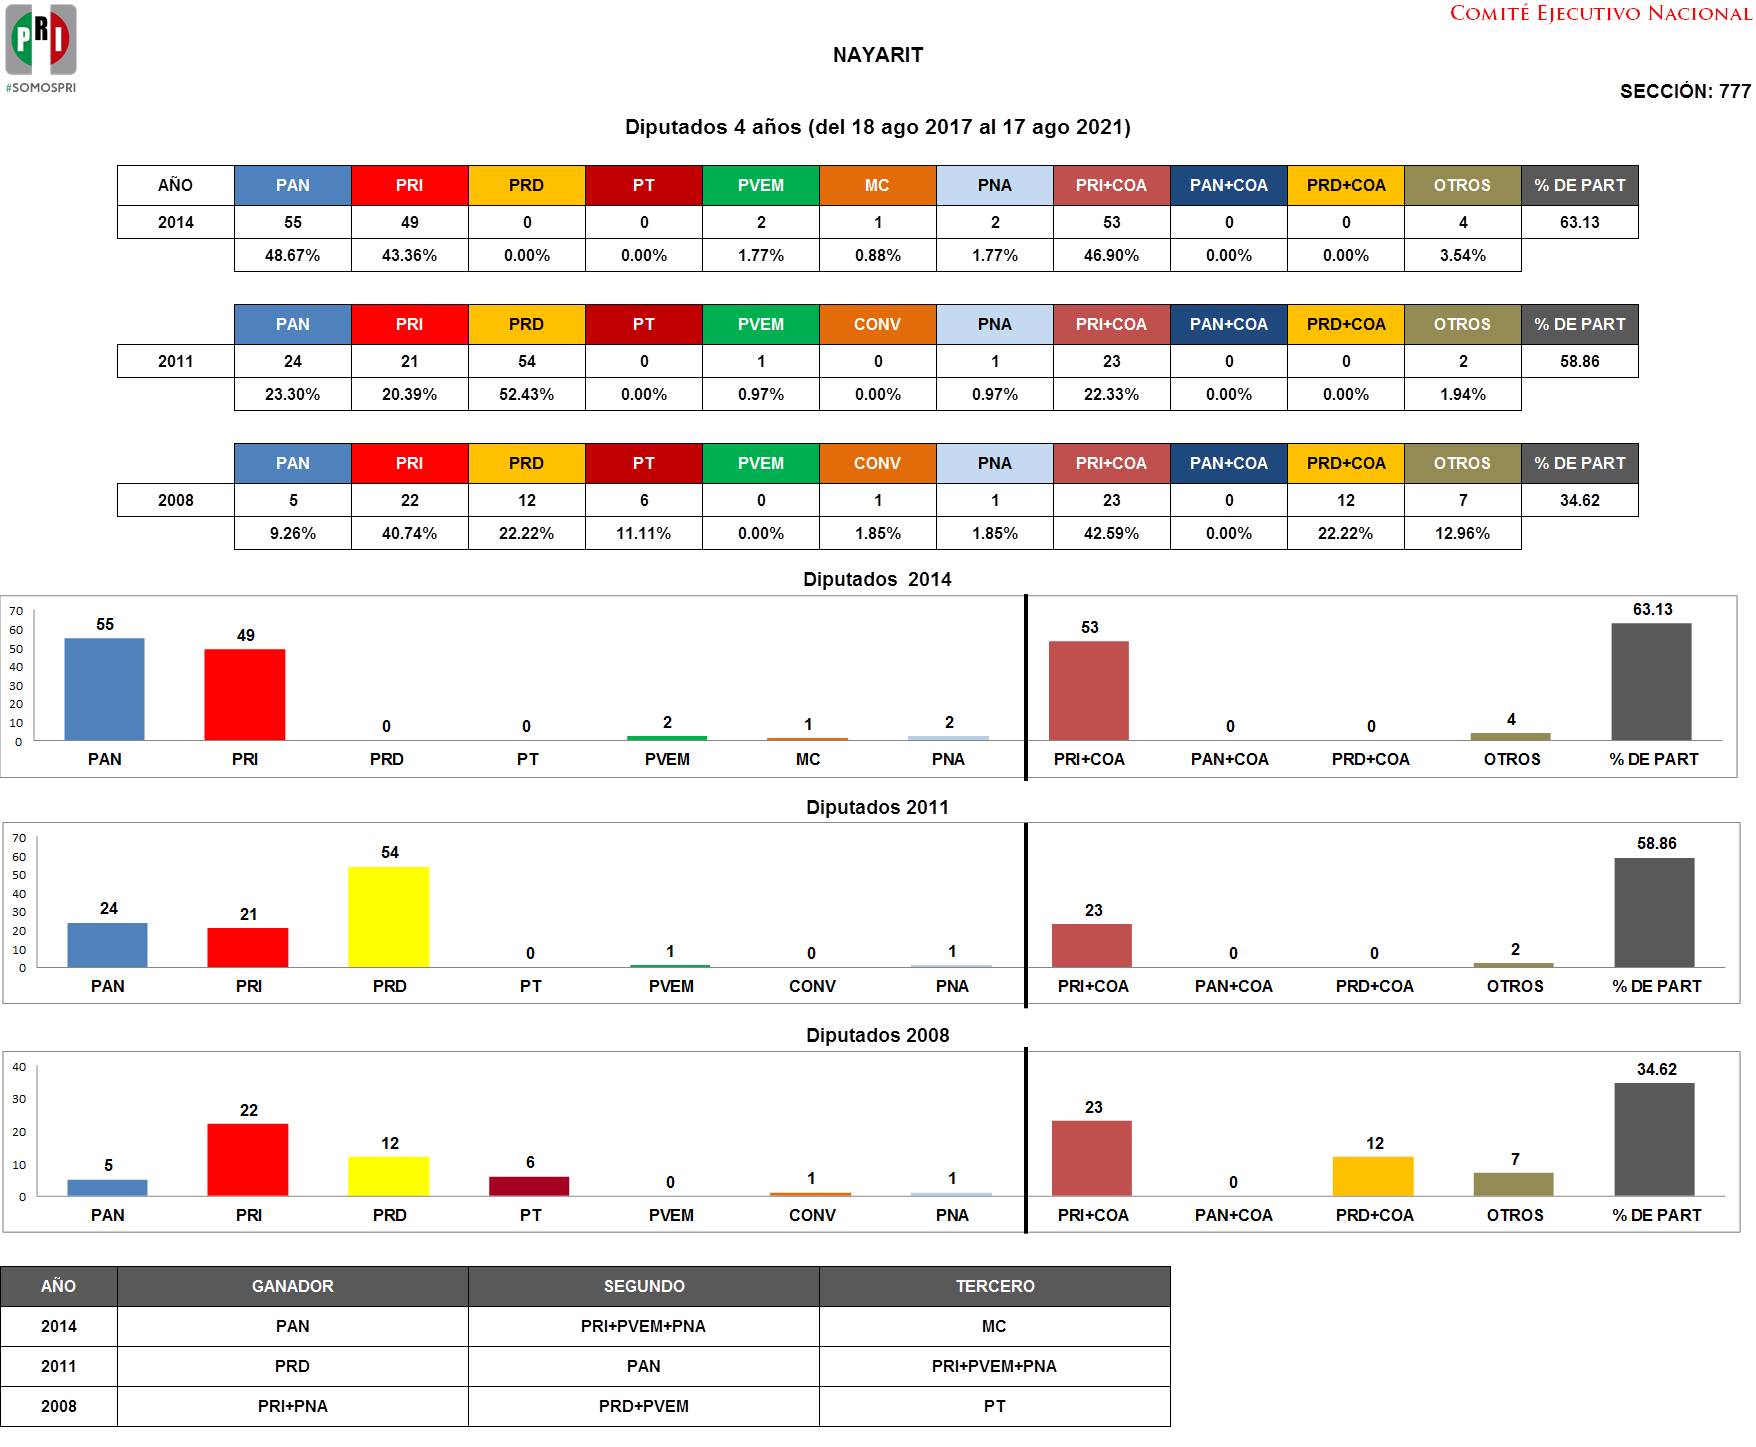 PRI
#SOMOSPRI
COMITÉ EJECUTIVO NACIONAL
NAYARIT
SECCIÓN: 777
Diputados 4 años (del 18 ago 2017 al 17 ago 2021)
AÑO PAN PRI PRD PT PVEM MC PNA PRI+COA PAN+COA PRD+COA OTROS % DE PART
2014 55 49 0 0 2 1 2 53 0 0 4 63.13
48.67% 43.36% 0.00% 0.00% 1.77% 0.88% 1.77% 46.90% 0.00% 0.00% 3.54%
PAN PRI PRD PT PVEM CONV PNA PRI+COA PAN+COA PRD+COA OTROS % DE PART
2011 24 21 54 0 1 0 1 23 0 0 2 58.86
23.30% 20.39% 52.43% 0.00% 0.97% 0.00% 0.97% 22.33% 0.00% 0.00% 1.94%
PAN PRI PRD PT PVEM CONV PNA PRI+COA PAN+COA PRD+COA OTROS % DE PART
2008 5 22 12 6 0 1 1 23 0 12 7 34.62
9.26% 40.74% 22.22% 11.11% 0.00% 1.85% 1.85% 42.59% 0.00% 22.22% 12.96%
Diputados 2014
70
60
50
40
30
20
10
0
55 49 0 0 2 1 2 53 0 0 4 63.13
PAN PRI PRD PT PVEM MC PNA PRI+COA PAN+COA PRD+COA OTROS % DE PART
Diputados 2011
70
60
50
40
30
20
10
0
24 21 54 0 1 0 1 23 0 0 2 58.86
PAN PRI PRD PT PVEM CONV PNA PRI+COA PAN+COA PRD+COA OTROS % DE PART
Diputados 2008
40
30
20
10
0
5 22 12 6 0 1 1 23 0 12 7 34.62
PAN PRI PRD PT PVEM CONV PNA PRI+COA PAN+COA PRD+COA OTROS % DE PART
AÑO GANADOR SEGUNDO TERCERO
2014 PAN PRI+PVEM+PNA MC
2011 PRD PAN PRI+PVEM+PNA
2008 PRI+PNA PRD+PVEM PT